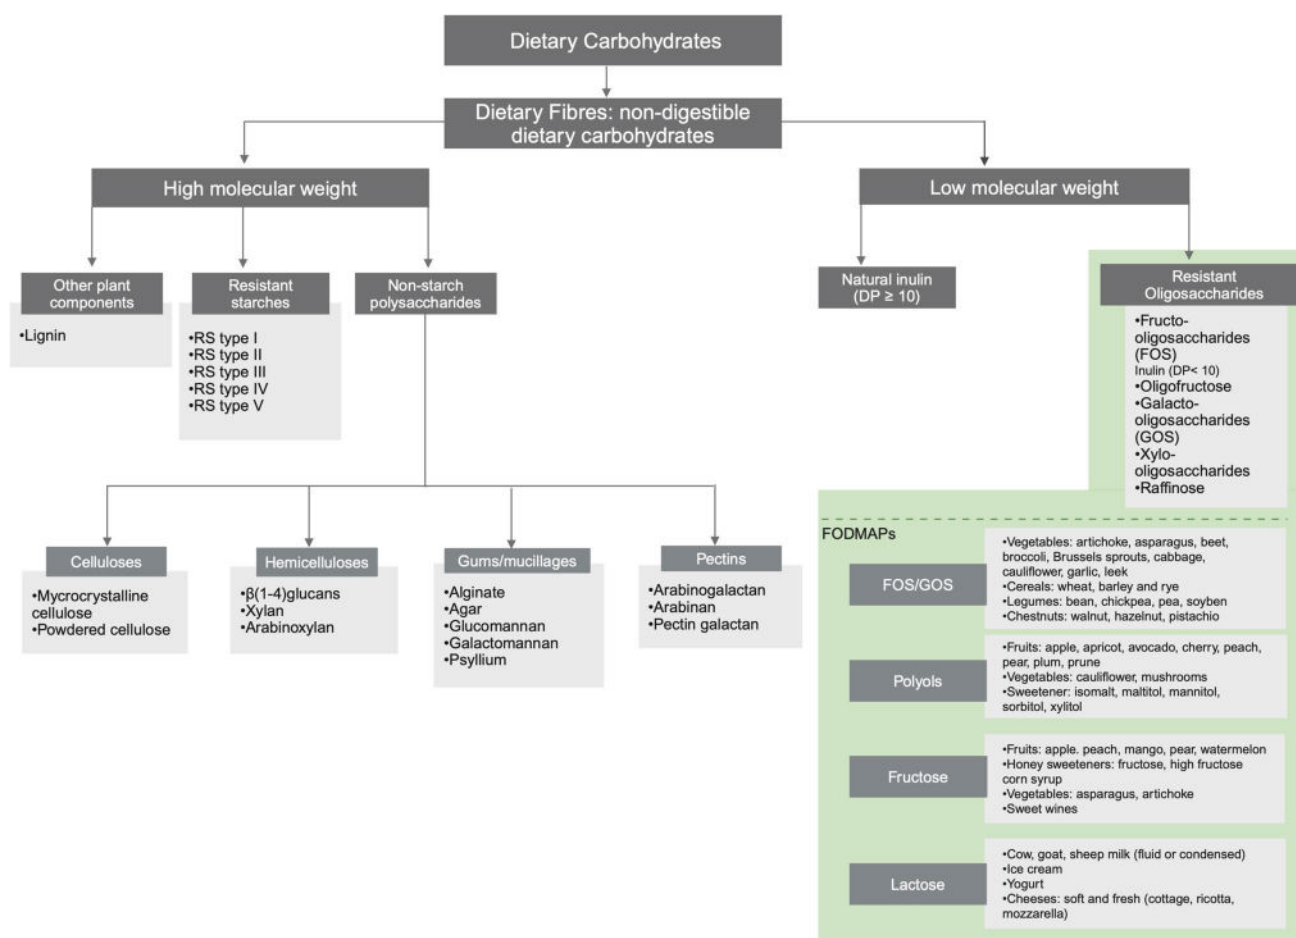 Dietary Carbohydrates
Dietary Fibres: non-digestible
dietary carbohydrates
High molecular weight
Low molecular weight
Other plant
components
•Lignin
Resistant
starches
•RS type I
•RS type II
•RS type III
•RS type IV
•RS type V
Non-starch
polysaccharides
Natural inulin
(DP ≥ 10)
Resistant
Oligosaccharides
•Fructo-
oligosaccharides
(FOS)
Inulin (DP< 10)
•Oligofructose
•Galacto-
oligosaccharides
(GOS)
•Xylo-
oligosaccharides
•Raffinose
Celluloses
•Mycrocrystalline
cellulose
•Powdered cellulose
Hemicelluloses
•β(1-4)glucans
•Xylan
•Arabinoxylan
Gums/mucillages
•Alginate
•Agar
•Glucomannan
•Galactomannan
•Psyllium
Pectins
•Arabinogalactan
•Arabinan
•Pectin galactan
FODMAPs
FOS/GOS
•Vegetables: artichoke, asparagus, beet,
broccoli, Brussels sprouts, cabbage,
cauliflower, garlic, leek
•Cereals: wheat, barley and rye
•Legumes: bean, chickpea, pea, soyben
•Chestnuts: walnut, hazelnut, pistachio
Polyols
•Fruits: apple, apricot, avocado, cherry, peach,
pear, plum, prune
•Vegetables: cauliflower, mushrooms
•Sweetener: isomalt, maltitol, mannitol,
sorbitol, xylitol
Fructose
•Fruits: apple. peach, mango, pear, watermelon
•Honey sweeteners: fructose, high fructose
corn syrup
•Vegetables: asparagus, artichoke
•Sweet wines
Lactose
•Cow, goat, sheep milk (fluid or condensed)
•Ice cream
•Yogurt
•Cheeses: soft and fresh (cottage, ricotta,
mozzarella)